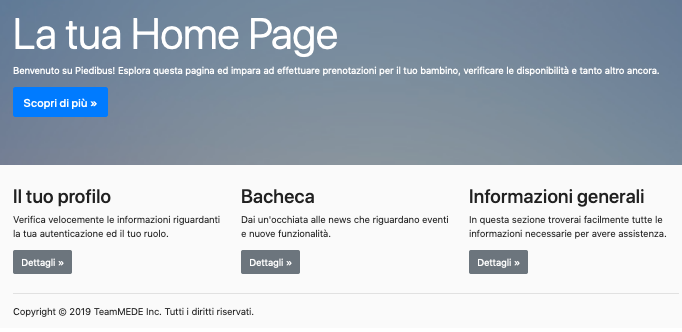 La tua Home Page
Benvenuto su Piedibus! Esplora questa pagina ed impara ad effettuare prenotazioni per il tuo bambino, verificare le disponibilità e tanto altro ancora.
Scopri di più »
Il tuo profilo
Verifica velocemente le informazioni riguardanti
la tua autenticazione ed il tuo ruolo.
Dettagli »
Bacheca
Dai un'occhiata alle news che riguardano eventi
e nuove funzionalità.
Dettagli »
Informazioni generali
In questa sezione troverai facilmente tutte le
informazioni necessarie per avere assistenza.
Dettagli »
Copyright © 2019 TeamMEDE Inc. Tutti i diritti riservati.